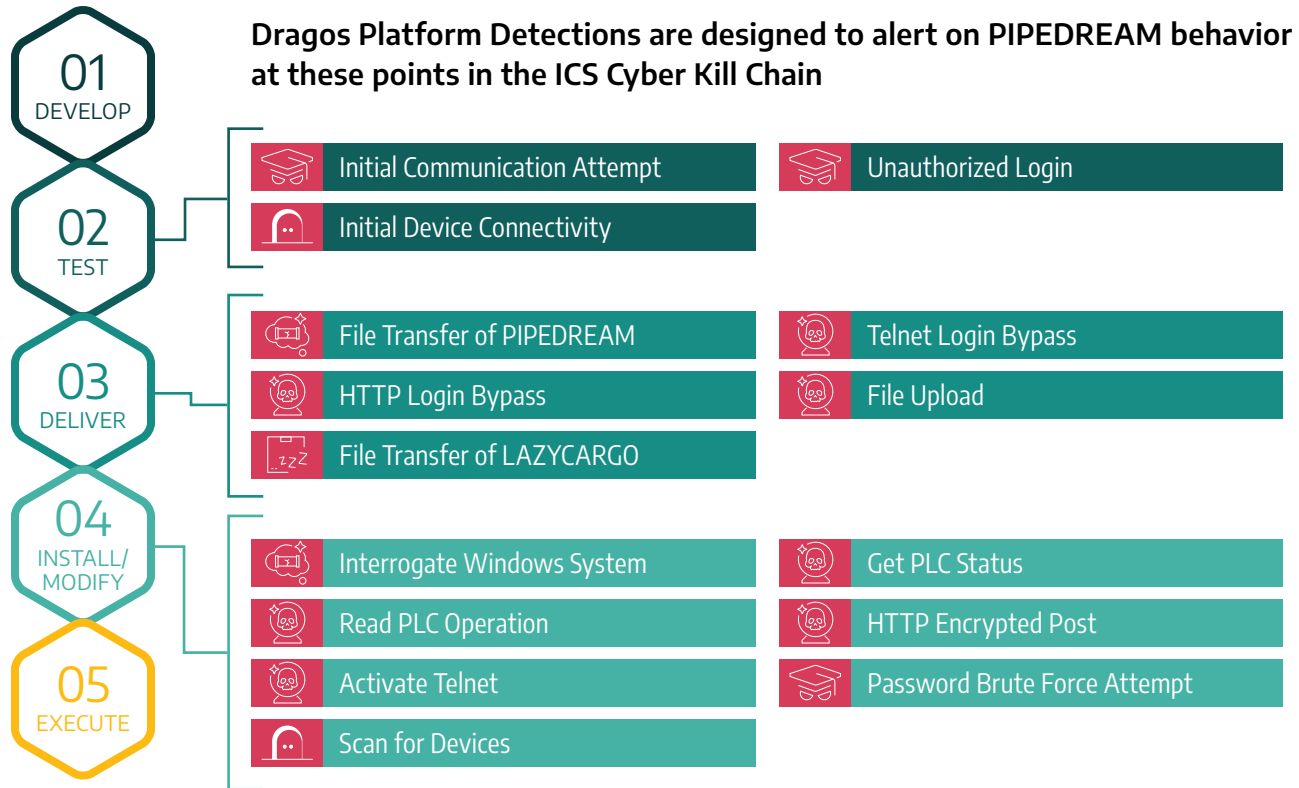 Dragos Platform Detections are designed to alert on PIPEDREAM behavior
at these points in the ICS Cyber Kill Chain
01
DEVELOP
02
TEST
Initial Communication Attempt
Unauthorized Login
Initial Device Connectivity
03
DELIVER
File Transfer of PIPEDREAM
Telnet Login Bypass
HTTP Login Bypass
File Upload
zzz
File Transfer of LAZYCARGO
04
INSTALL/
MODIFY
Interrogate Windows System
Get PLC Status
Read PLC Operation
HTTP Encrypted Post
Activate Telnet
Password Brute Force Attempt
Scan for Devices
05
EXECUTE